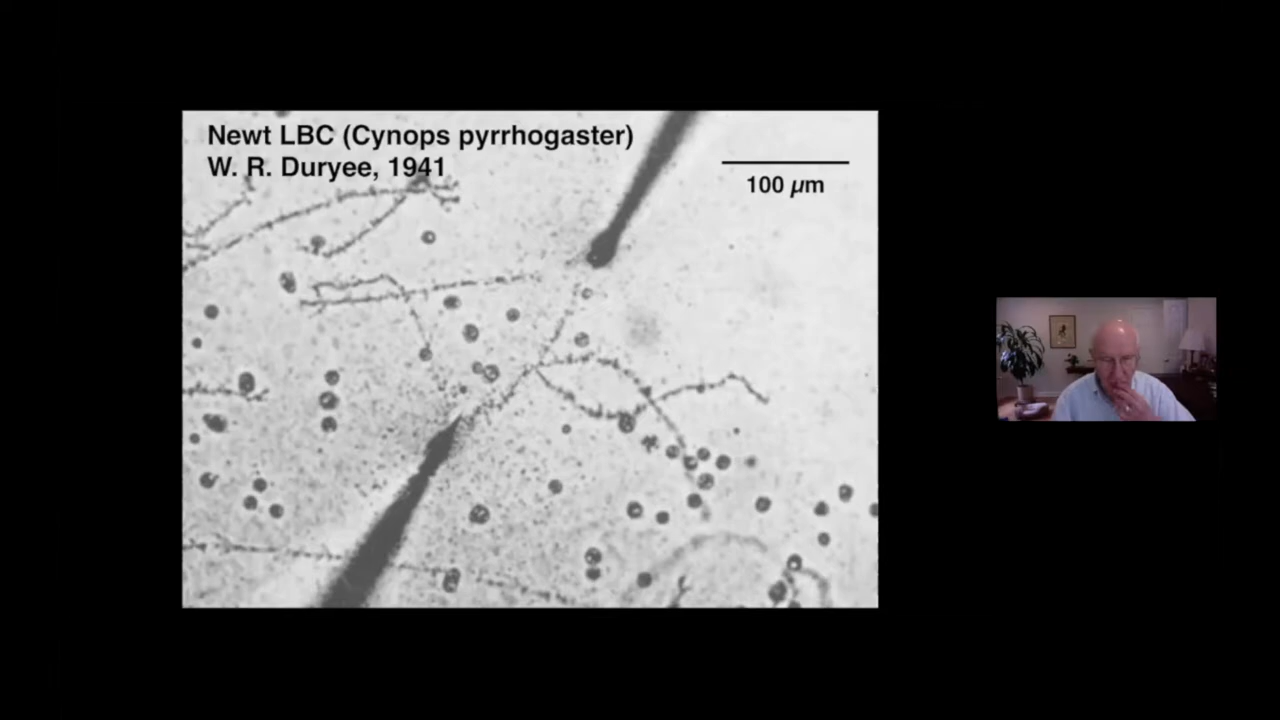 Newt LBC (Cynops pyrrhogaster)
W. R. Duryee, 1941
100 µm